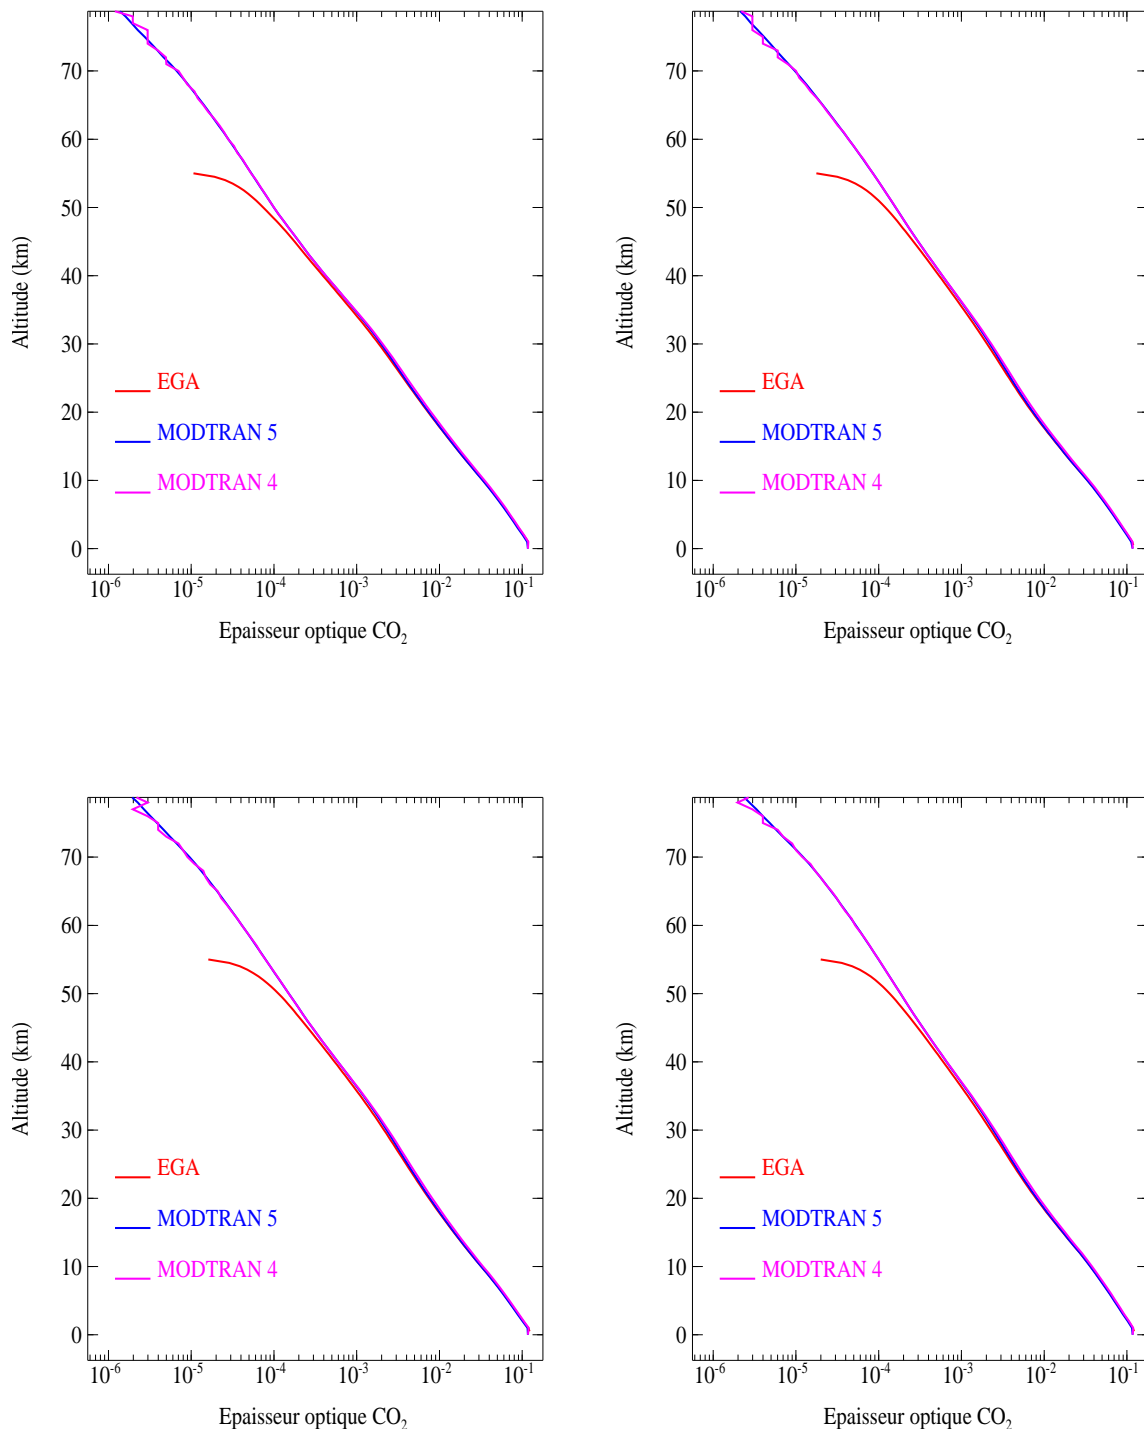 70
60
50
40
30
20
10
0
Altitude (km)
EGA
MODTRAN 5
MODTRAN 4
10-6 10-5 10-4 10-3 10-2 10-1
Epaisseur optique CO2
70
60
50
40
30
20
10
0
Altitude (km)
EGA
MODTRAN 5
MODTRAN 4
10-6 10-5 10-4 10-3 10-2 10-1
Epaisseur optique CO2
70
60
50
40
30
20
10
0
Altitude (km)
EGA
MODTRAN 5
MODTRAN 4
10-6 10-5 10-4 10-3 10-2 10-1
Epaisseur optique CO2
70
60
50
40
30
20
10
0
Altitude (km)
EGA
MODTRAN 5
MODTRAN 4
10-6 10-5 10-4 10-3 10-2 10-1
Epaisseur optique CO2